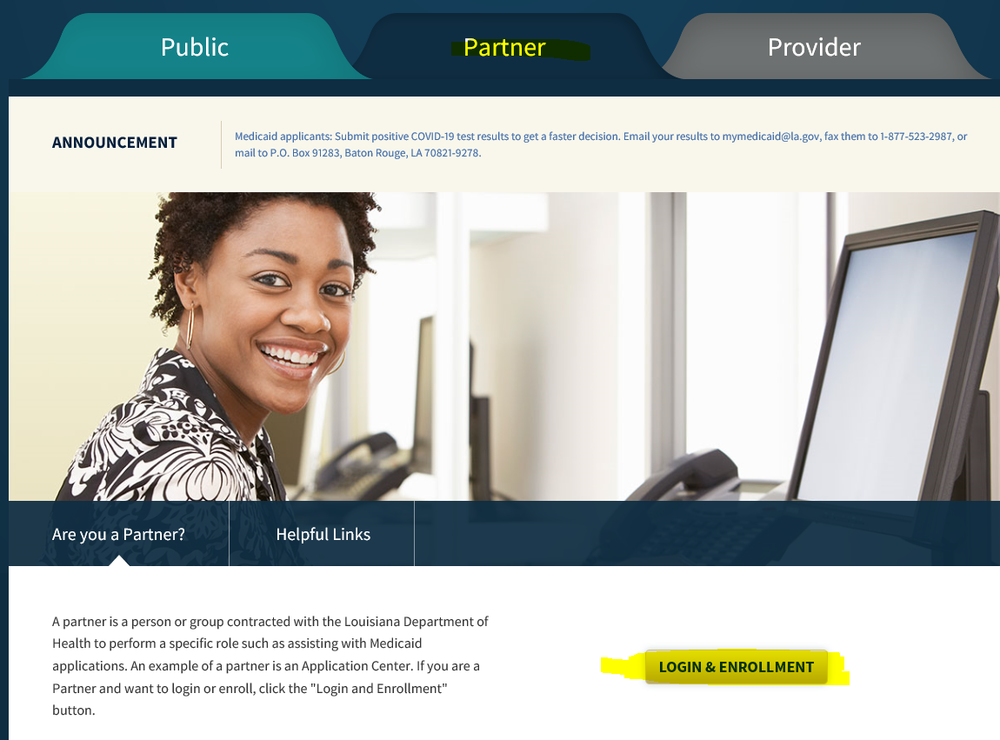 Public
Partner
Provider
ANNOUNCEMENT
Medicaid applicants: Submit positive COVID-19 test results to get a faster decision. Email your results to mymedicaid@la.gov, fax them to 1-877-523-2987, or
mail to P.O. Box 91283, Baton Rouge, LA 70821-9278.
Are you a Partner?
Helpful Links
A partner is a person or group contracted with the Louisiana Department of
Health to perform a specific role such as assisting with Medicaid
applications. An example of a partner is an Application Center. If you are a
Partner and want to login or enroll, click the "Login and Enrollment"
button.
LOGIN & ENROLLMENT